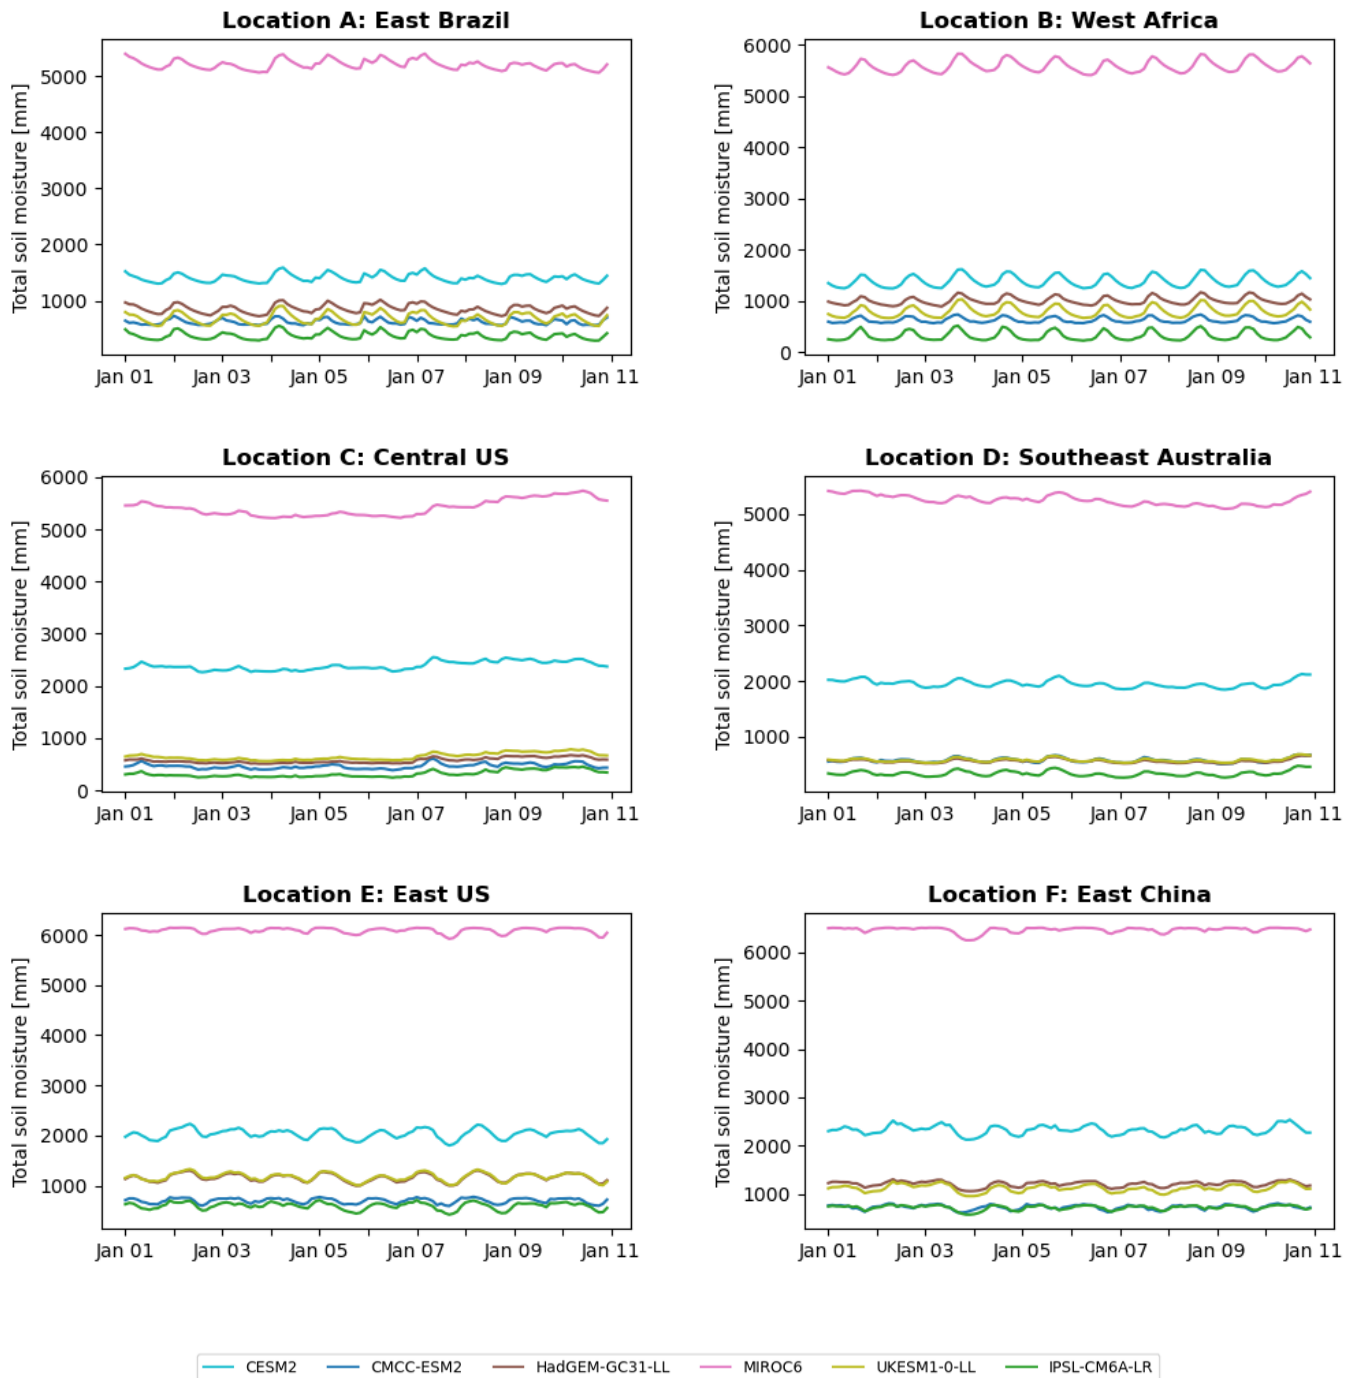 Location A: East Brazil
Total soil moisture [mm]
5000
4000
3000
2000
1000
Jan 01 Jan 03 Jan 05 Jan 07 Jan 09 Jan 11
Location B: West Africa
Total soil moisture [mm]
6000
5000
4000
3000
2000
1000
0
Jan 01 Jan 03 Jan 05 Jan 07 Jan 09 Jan 11
Location C: Central US
Total soil moisture [mm]
6000
5000
4000
3000
2000
1000
0
Jan 01 Jan 03 Jan 05 Jan 07 Jan 09 Jan 11
Location D: Southeast Australia
Total soil moisture [mm]
5000
4000
3000
2000
1000
Jan 01 Jan 03 Jan 05 Jan 07 Jan 09 Jan 11
Location E: East US
Total soil moisture [mm]
6000
5000
4000
3000
2000
1000
Jan 01 Jan 03 Jan 05 Jan 07 Jan 09 Jan 11
Location F: East China
Total soil moisture [mm]
6000
5000
4000
3000
2000
1000
Jan 01 Jan 03 Jan 05 Jan 07 Jan 09 Jan 11
CESM2 CMCC-ESM2 HadGEM-GC31-LL MIROC6 UKESM1-0-LL IPSL-CM6A-LR